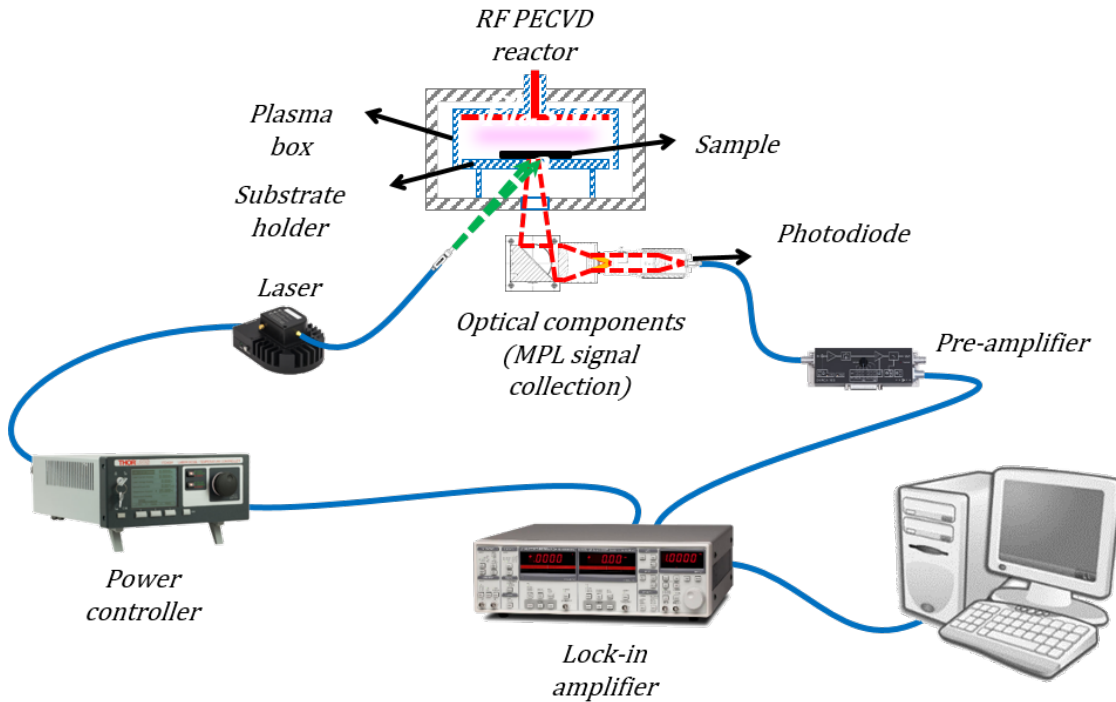 RF PECVD
reactor
Plasma
box
Sample
Substrate
holder
Photodiode
Laser
Optical components
(MPL signal
collection)
Pre-amplifier
THOR
Power
controller
Lock-in
amplifier